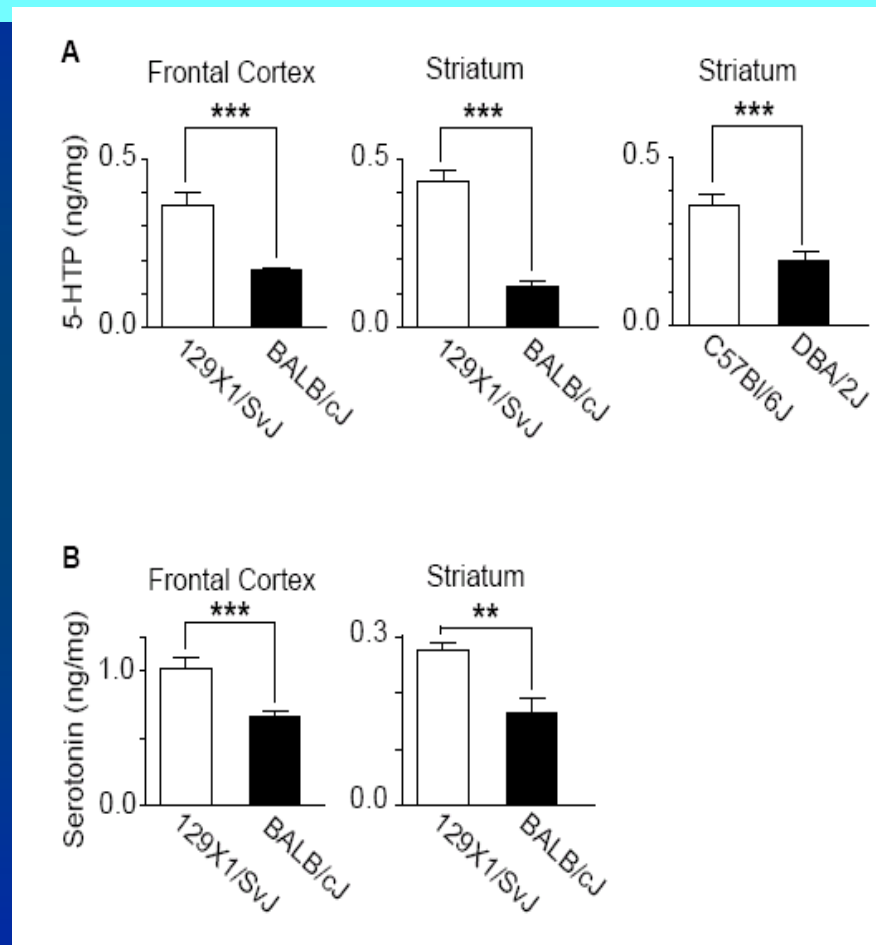 A
Frontal Cortex
Striatum
Striatum
***
***
***
5-HTP (ng/mg)
0.5
0.0
0.5
0.0
0.5
0.0
129X1/SvJ
BALB/cJ
129X1/SvJ
BALB/cJ
C57Bl/6J
DBA/2J
B
Frontal Cortex
Striatum
***
**
Serotonin (ng/mg)
1.0
0.0
0.3
0.0
129X1/SvJ
BALB/cJ
129X1/SvJ
BALB/cJ